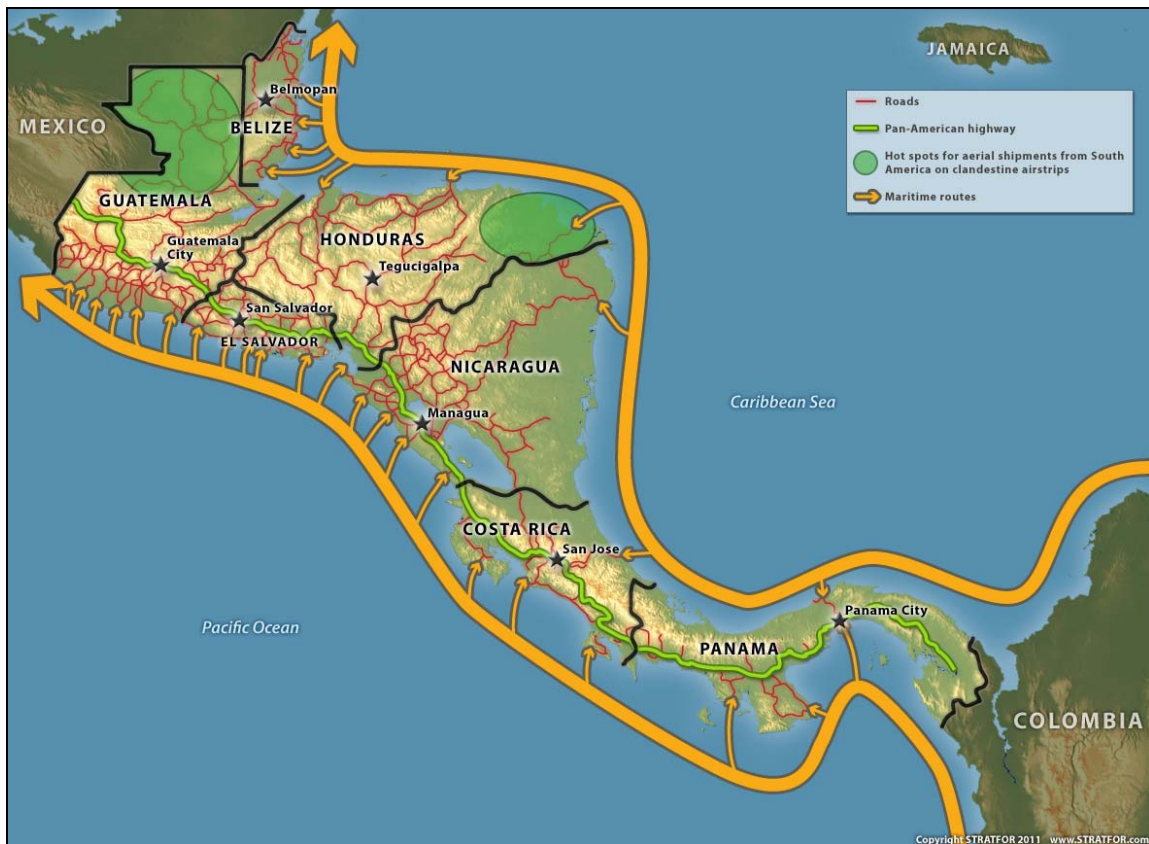 JAMAICA
Roads
Pan-American highway
Hot spots for aerial shipments from South
America on clandestine airstrips
Maritime routes
MEXICO
Belmopan
BELIZE
GUATEMALA
Guatemala
City
HONDURAS
Tegucigalpa
San Salvador
EL SALVADOR
NICARAGUA
Managua
Caribbean Sea
COSTA RICA
San Jose
Pacific Ocean
Panama City
PANAMA
COLOMBIA
Copyright STRATFOR 2011 www.STRATFOR.com